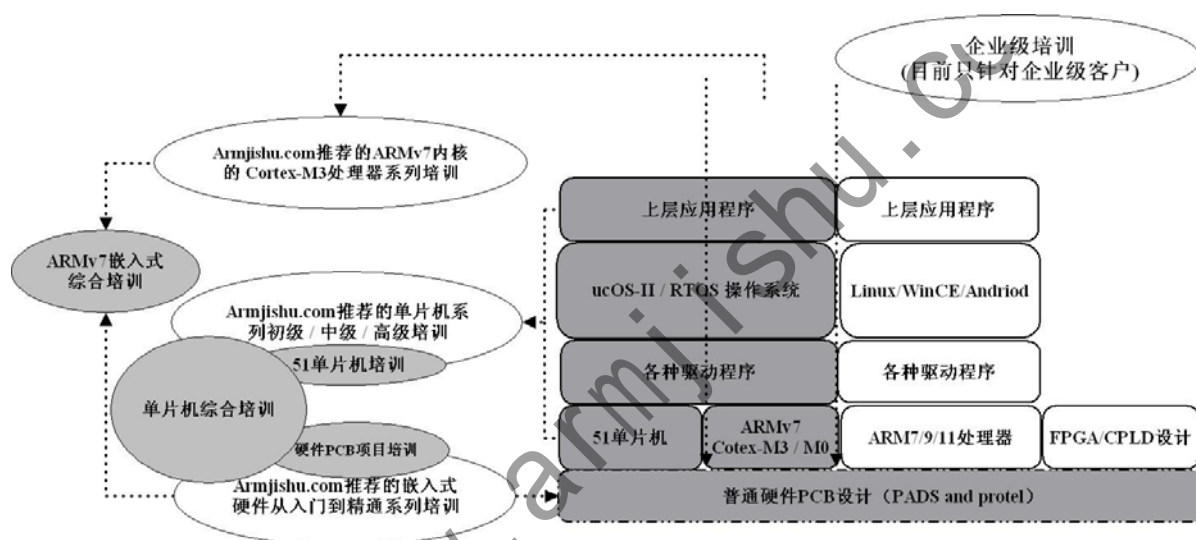 企业级培训
(目前只针对企业级客户)
Armjishu.com推荐的ARMv7内核
的 Cortex-M3处理器系列培训
上层应用程序
上层应用程序
ARMv7嵌入式
综合培训
ucOS-II / RTOS 操作系统
Linux/WinCE/Andriod
Armjishu.com推荐的单片机系
列初级 / 中级 / 高级培训
51单片机培训
各种驱动程序
各种驱动程序
单片机综合培训
51单片机
ARMv7
Cotex-M3 / M0
ARM7/9/11处理器
FPGA/CPLD设计
硬件PCB项目培训
Armjishu.com推荐的嵌入式
硬件从入门到精通系列培训
普通硬件PCB设计（PADS and protel）
.armjishu.c